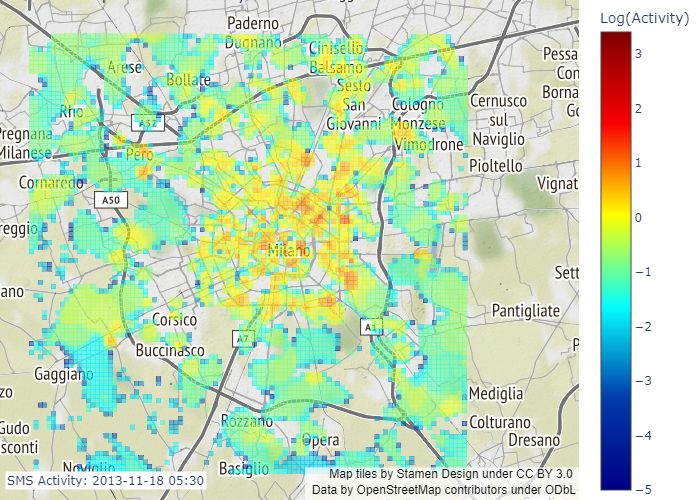 Paderno
Dugnano
Cinisello
Balsamo
Arese
Bollate
Sesto
San
Giovanni
Cologno
Monzese
Rho
A52
Pero
Pregnana
Milanese
Cornaredo
A50
reggio
Vimodrone
Cernusco
sul
Naviglio
Pioltello
Pessa
Con
Borna
Go
Vignat
Milano
Sett
ano
Corsico
Buccinasco
A7
A1
Pantigliate
P
Gaggiano
zo
Gudo
sconti
Rozzano
Opera
Basiglio
Noviglio
Mediglia
Colturano
Dresano
SMS Activity: 2013-11-18 05:30
Map tiles by Stamen Design under CC BY 3.0
Data by OpenStreetMap contributors under ODbL
Log(Activity)
3
2
1
0
−1
−2
−3
−4
−5